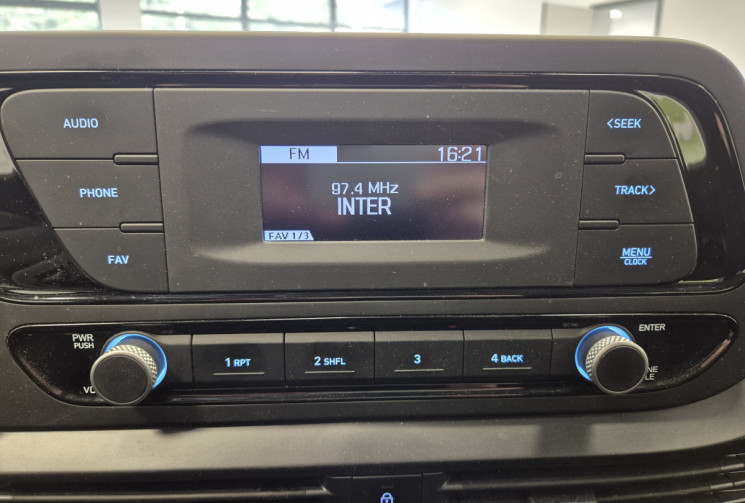 AUDIO
PHONE
FAV
FM 16:21
97.4 MHz
INTER
FAV 1/3
<SEEK
TRACK>
MENU
CLOCK
PWR
PUSH
1 RPT
2 SHFL
3
4 BACK
ENTER